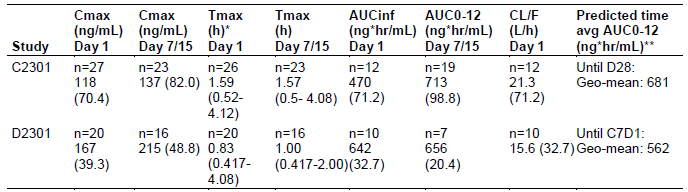 Cmax Cmax Tmax Tmax AUCinf AUC0-12 CL/F Predicted time
(ng/mL) (ng/mL) (h)* (h) (ng*hr/mL) (ng*hr/mL) (L/h) avg AUC0-12
Study Day 1 Day 7/15 Day 1 Day 7/15 Day 1 Day 7/15 Day 1 (ng*hr/mL)**
C2301 n=27 n=23 n=26 n=23 n=12 n=19 n=12 Until D28:
118 137 (82.0) 1.59 1.57 470 713 21.3 Geo-mean: 681
(70.4) (0.52- (0.5- 4.08) (71.2) (98.8) (71.2)
4.12)
D2301 n=20 n=16 n=20 n=16 n=10 n=7 n=10 Until C7D1:
167 215 (48.8) 0.83 1.00 642 656 15.6 (32.7) Geo-mean: 562
(39.3) (0.417- (0.417-2.00) (32.7) (20.4)
4.08)